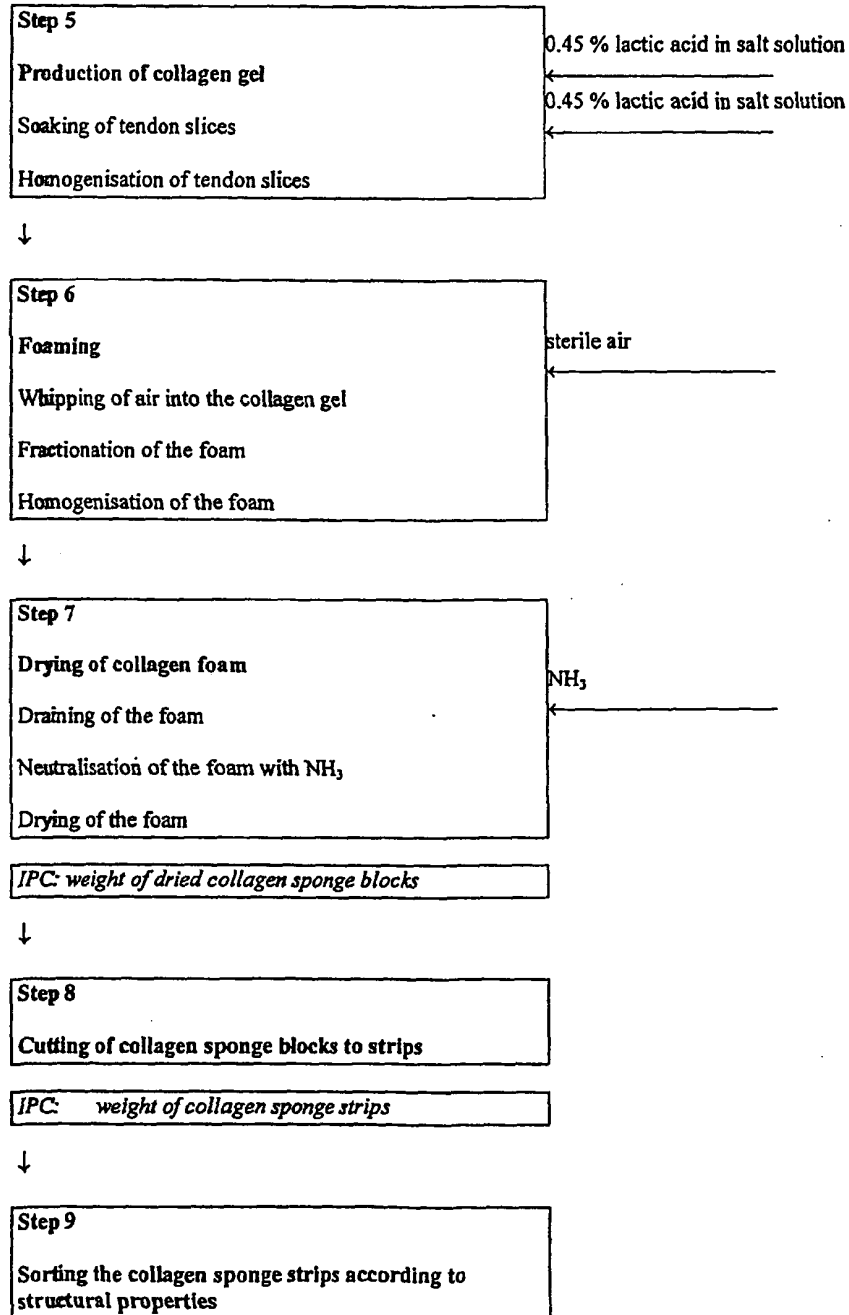 Step 5
0.45 % lactic acid in salt solution
Production of collagen gel
0.45 % lactic acid in salt solution
Soaking of tendon slices
Homogenisation of tendon slices
↓
Step 6
Foaming
sterile air
Whipping of air into the collagen gel
Fractionation of the foam
Homogenisation of the foam
↓
Step 7
Drying of collagen foam
NH₃
Draining of the foam
Neutralisation of the foam with NH₃
Drying of the foam
IPC: weight of dried collagen sponge blocks
↓
Step 8
Cutting of collagen sponge blocks to strips
IPC: weight of collagen sponge strips
↓
Step 9
Sorting the collagen sponge strips according to
structural properties